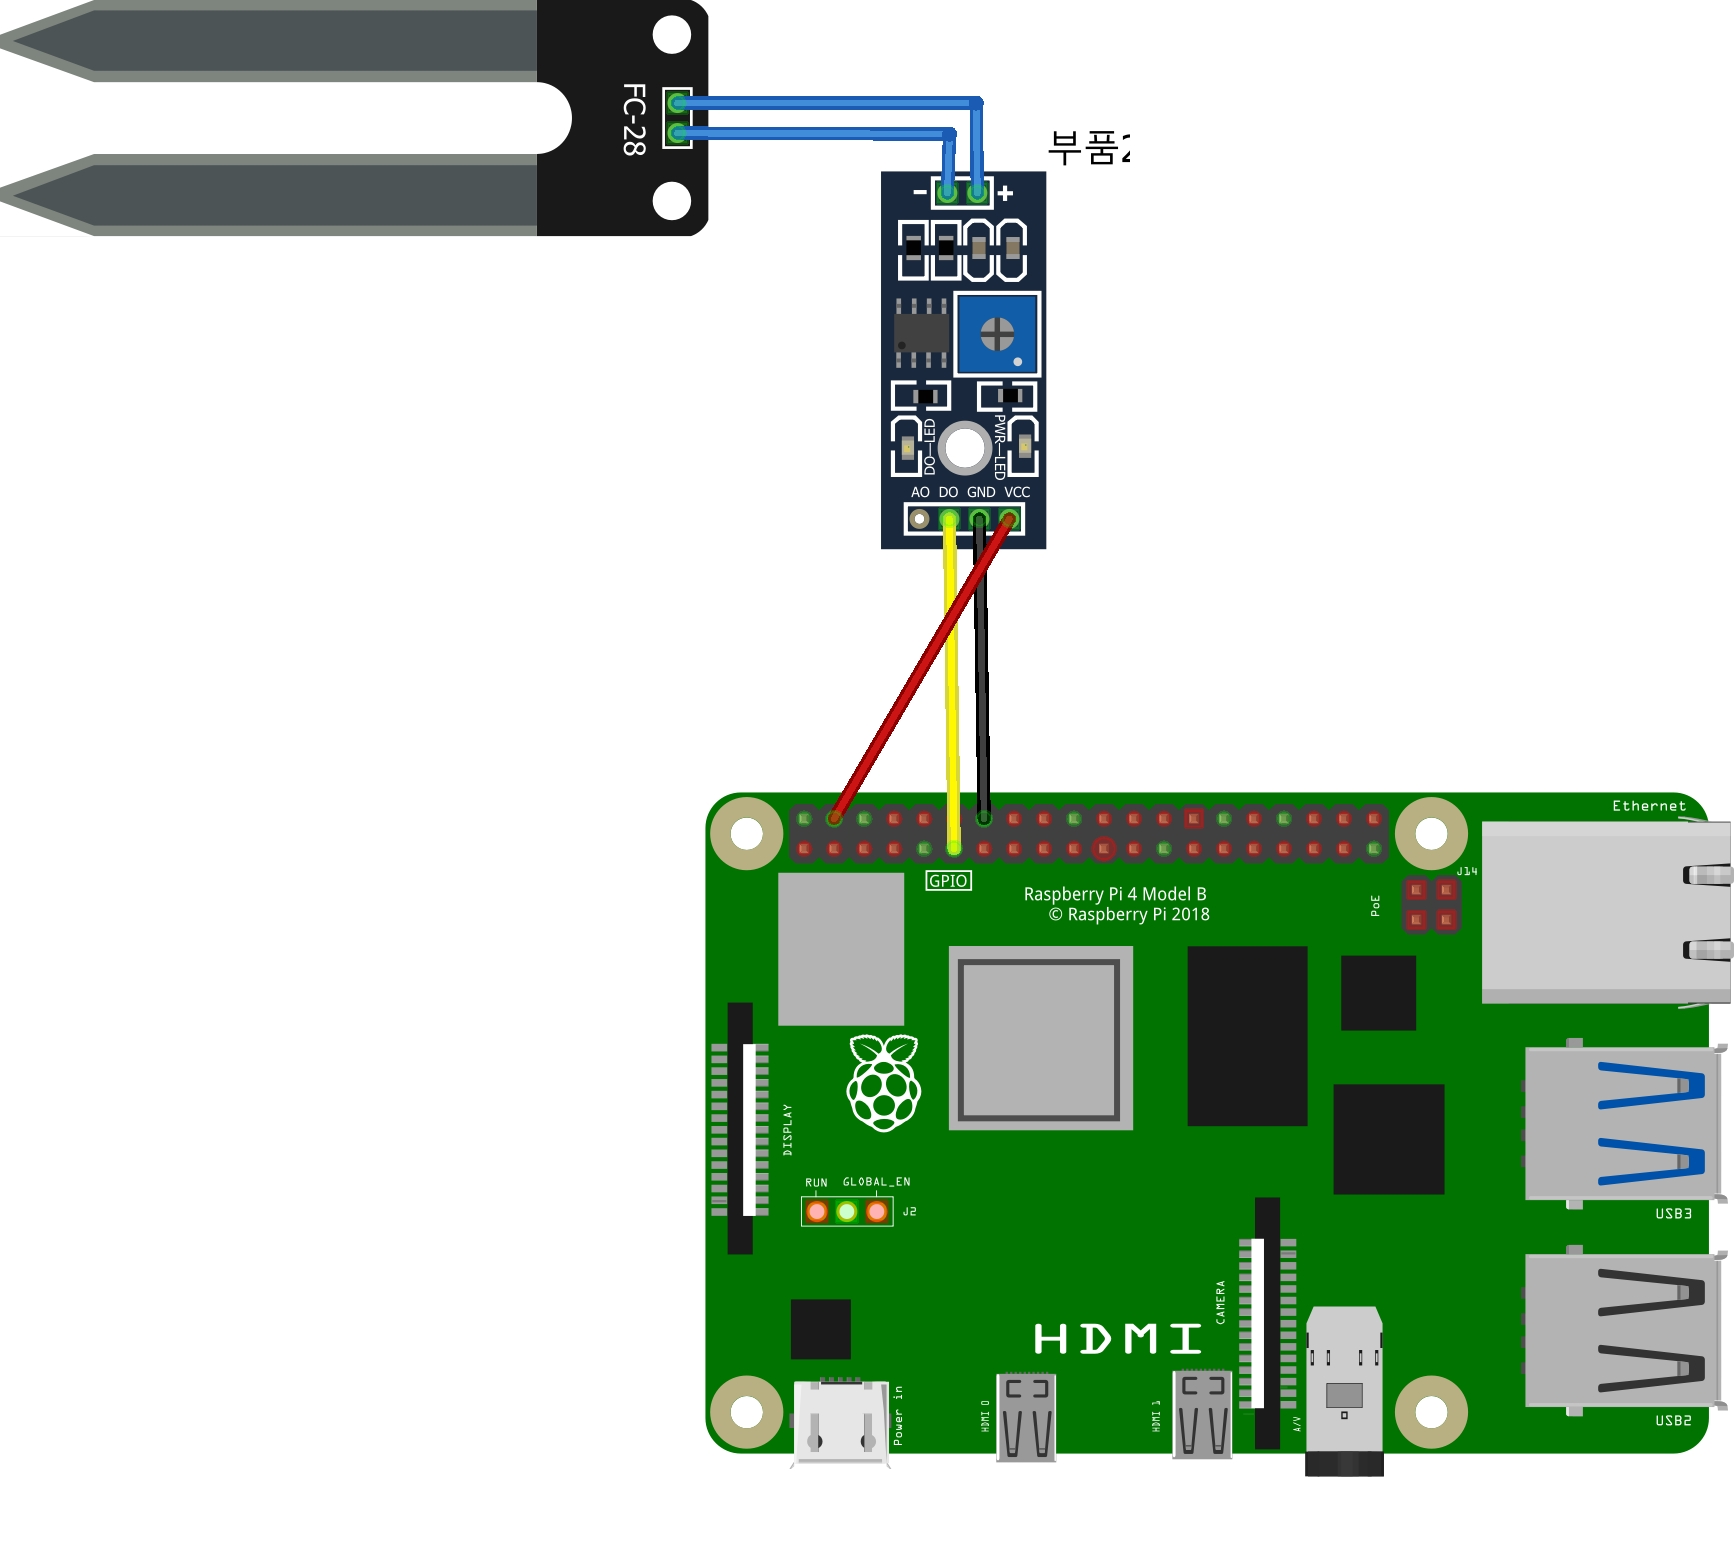 FC-28
부품2
-
+
DO-LED
PWR-LED
AO DO GND VCC
Ethernet
J14
PoE
GPIO
Raspberry Pi 4 Model B
© Raspberry Pi 2018
DISPLAY
RUN GLOBAL_EN
J2
USB3
CAMERA
HDMI
USB2
Power in
HDMI 0
HDMI 1
A/V